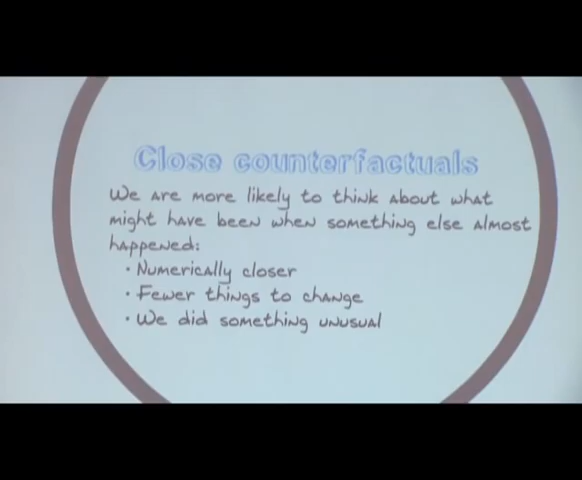 Close counterfactuals
We are more likely to think about what
might have been when something else almost
happened:
• Numerically closer
• Fewer things to change
• We did something unusual